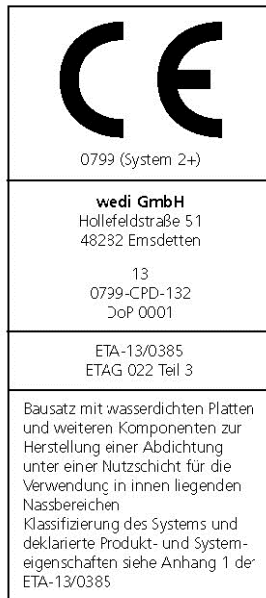 CE
0799 (System 2+)
wedi GmbH
Hollefeldstraße 51
48282 Emsdetten
13
0799-CPD-132
DoP 0001
ETA-13/0385
ETAG 022 Teil 3
Bausatz mit wasserdichten Platten
und weiteren Komponenten zur
Herstellung einer Abdichtung
unter einer Nutzschicht für die
Verwendung in innen liegenden
Nassbereichen
Klassifizierung des Systems und
deklarierte Produkt- und System-
eigenschaften siehe Anhang 1 der
ETA-13/0385